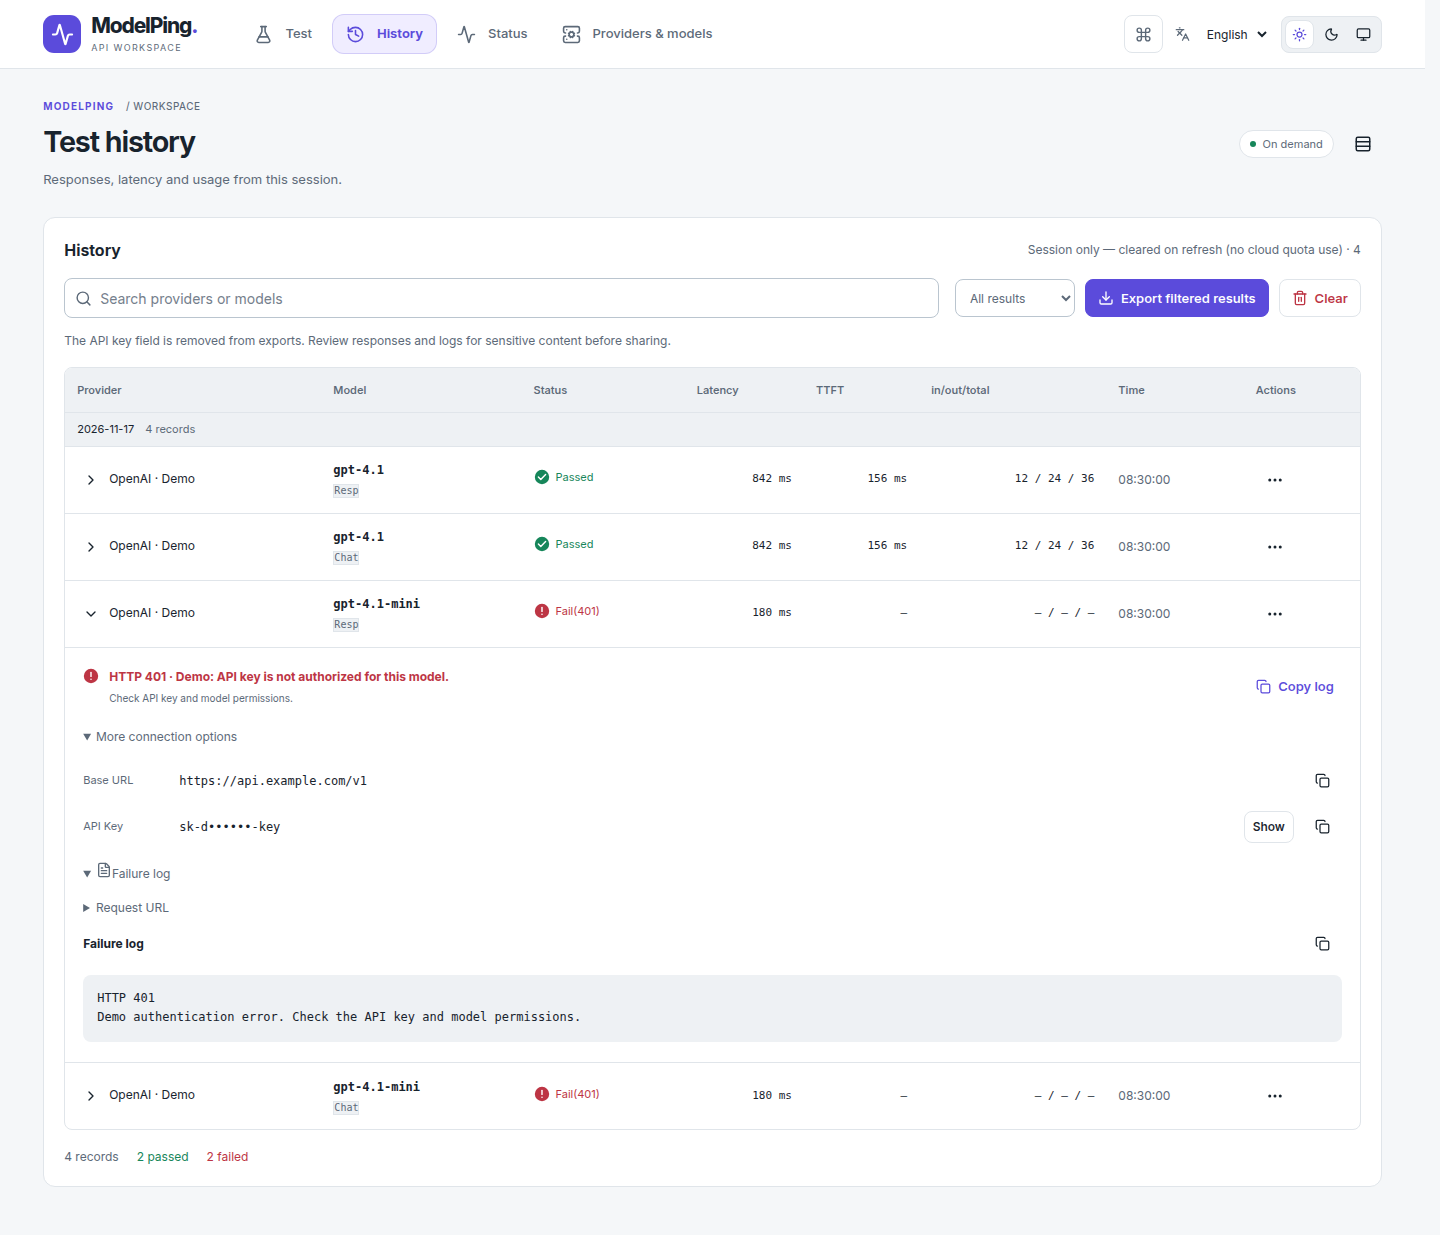 ModelPing.
API WORKSPACE
Test
History
Status
Providers & models
English
MODELPING / WORKSPACE
Test history
On demand
Responses, latency and usage from this session.
History
Session only — cleared on refresh (no cloud quota use) · 4
Search providers or models
All results
Export filtered results
Clear
The API key field is removed from exports. Review responses and logs for sensitive content before sharing.
Provider Model Status Latency TTFT in/out/total Time Actions
2026-11-17 4 records
OpenAI · Demo gpt-4.1 Passed 842 ms 156 ms 12 / 24 / 36 08:30:00
Resp
OpenAI · Demo gpt-4.1 Passed 842 ms 156 ms 12 / 24 / 36 08:30:00
Chat
OpenAI · Demo gpt-4.1-mini Fail(401) 180 ms — — / — / — 08:30:00
Resp
HTTP 401 · Demo: API key is not authorized for this model.
Check API key and model permissions.
Copy log
More connection options
Base URL https://api.example.com/v1
API Key sk-d••••••-key Show
Failure log
Request URL
Failure log
HTTP 401
Demo authentication error. Check the API key and model permissions.
OpenAI · Demo gpt-4.1-mini Fail(401) 180 ms — — / — / — 08:30:00
Chat
4 records 2 passed 2 failed